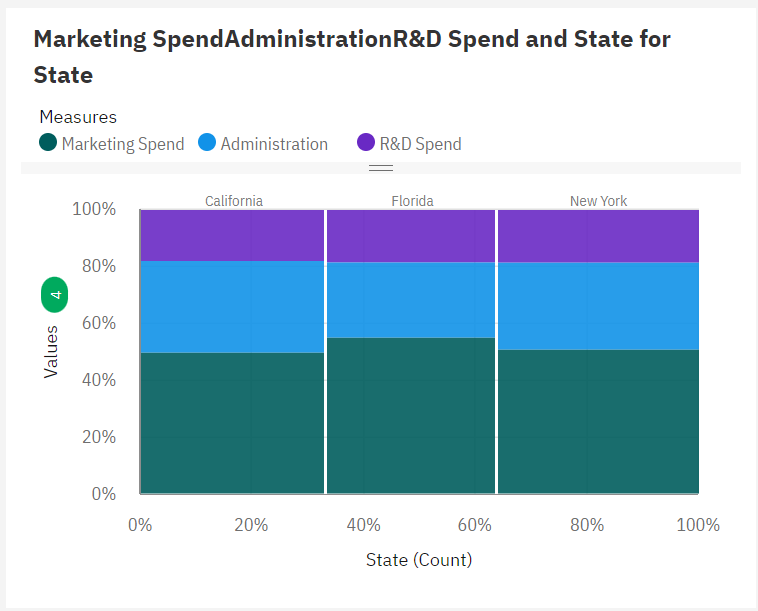 Marketing SpendAdministrationR&D Spend and State for
State
Measures
Marketing Spend Administration R&D Spend
California Florida New York
100%
80%
60%
40%
20%
0%
4
Values
0% 20% 40% 60% 80% 100%
State (Count)